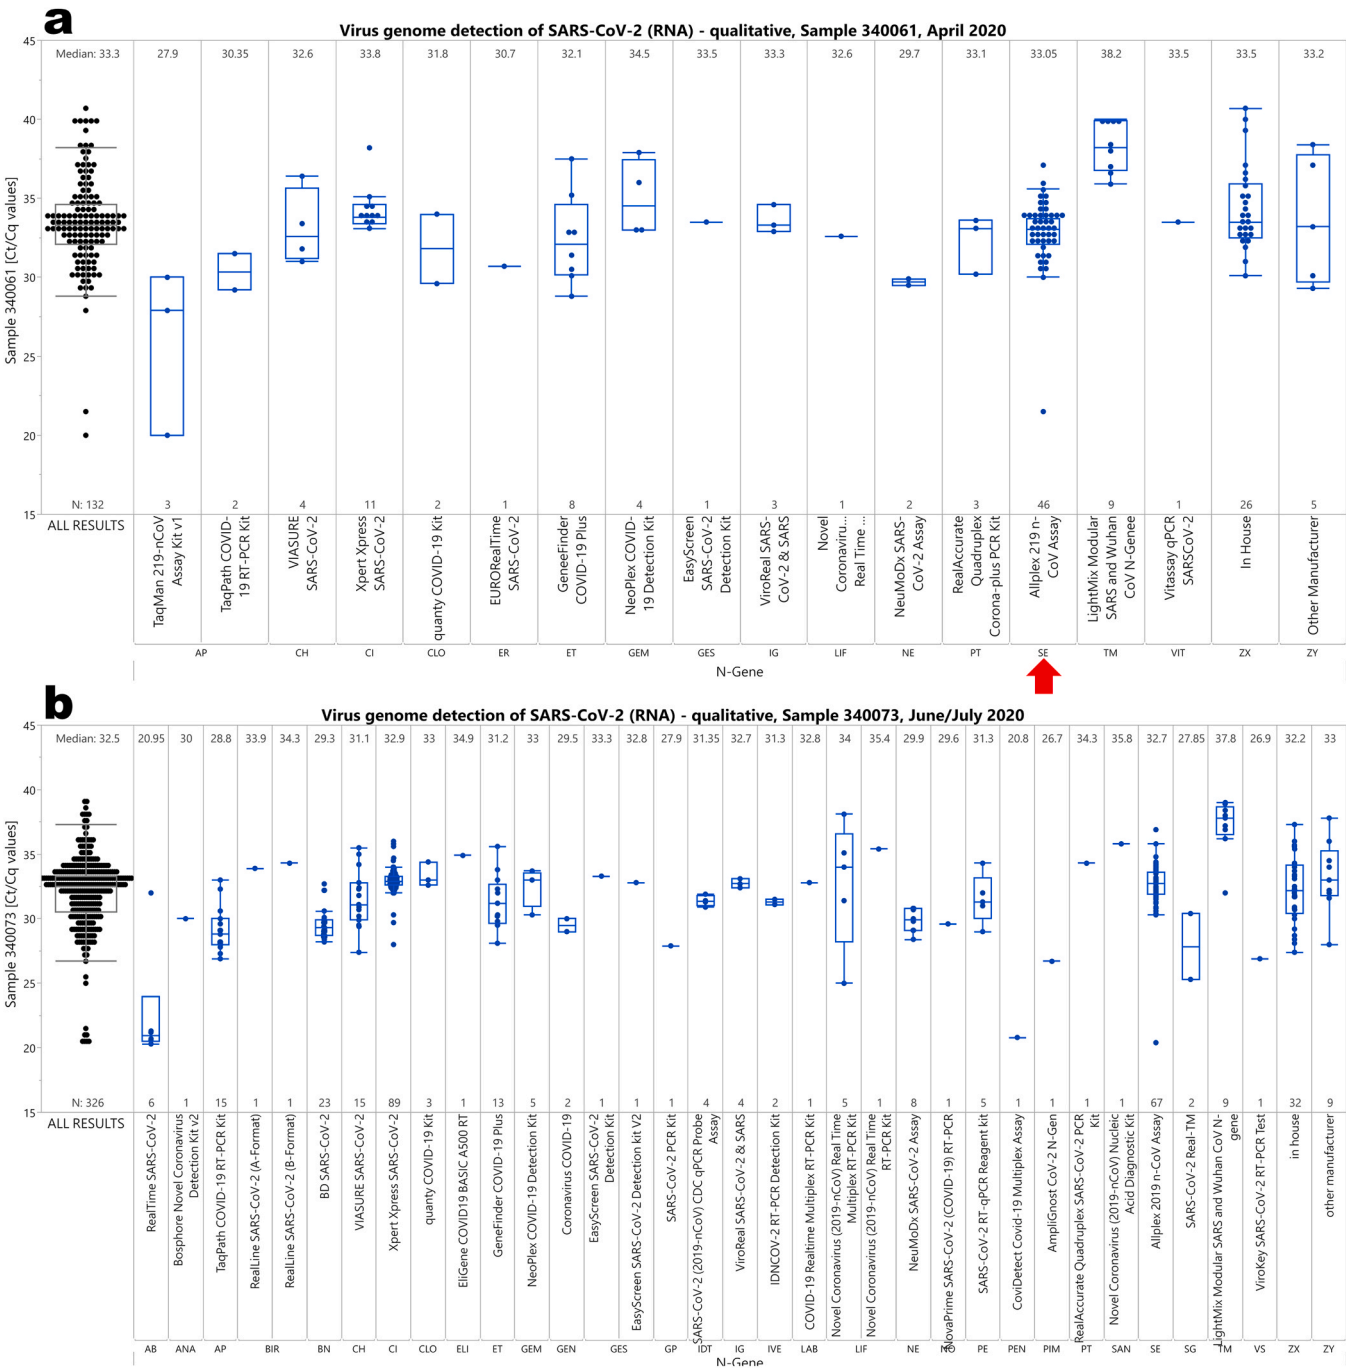 a
Virus genome detection of SARS-CoV-2 (RNA) - qualitative, Sample 340061, April 2020
Sample 340061 [Ct/Cq values]
45
40
35
30
25
20
15
Median: 33.3 27.9 30.35 32.6 33.8 31.8 30.7 32.1 34.5 33.5 33.3 32.6 29.7 33.1 33.05 38.2 33.5 33.5 33.2
N: 132 3 2 4 11 2 1 8 4 1 3 1 2 3 46 9 1 26 5
ALL RESULTS
TaqMan 219-nCoV
Assay Kit v1
TaqPath COVID-
19 RT-PCR Kit
VIASURE
SARS-CoV-2
Xpert Xpress
SARS-CoV-2
quanty COVID-19 Kit
EURORealTime
SARS-CoV-2
GeneeFinder
COVID-19 Plus
NeoPlex COVID-
19 Detection Kit
EasyScreen
SARS-CoV-2
Detection Kit
ViroReal SARS-
CoV-2 & SARS
Novel
Coronaviru...
Real Time ...
NeuMoDx SARS-
CoV-2 Assay
RealAccurate
Quadruplex
Corona-plus PCR Kit
Allplex 219 n-
CoV Assay
LightMix Modular
SARS and Wuhan
CoV N-Genee
Vitassay qPCR
SARSCoV-2
In House
Other Manufacturer
AP CH CI CLO ER ET GEM GES IG LIF NE PT SE TM VIT ZX ZY
N-Gene
b
Virus genome detection of SARS-CoV-2 (RNA) - qualitative, Sample 340073, June/July 2020
Sample 340073 [Ct/Cq values]
45
40
35
30
25
20
15
Median: 32.5 20.95 30 28.8 33.9 34.3 29.3 31.1 32.9 33 34.9 31.2 33 29.5 33.3 32.8 27.9 31.35 32.7 31.3 32.8 34 35.4 29.9 29.6 31.3 20.8 26.7 34.3 35.8 32.7 27.85 37.8 26.9 32.2 33
N: 326 6 1 15 1 1 23 15 89 3 1 13 5 2 1 1 1 4 4 2 1 5 1 8 1 5 1 1 1 1 67 2 9 1 32 9
ALL RESULTS
RealTime SARS-CoV-2
Bosphore Novel Coronavirus
Detection Kit v2
TaqPath COVID-19 RT-PCR Kit
RealLine SARS-CoV-2 (A-Format)
RealLine SARS-CoV-2 (B-Format)
BD SARS-CoV-2
VIASURE SARS-CoV-2
Xpert Xpress SARS-CoV-2
quanty COVID-19 Kit
EliGene COVID19 BASIC A500 RT
GeneFinder COVID-19 Plus
NeoPlex COVID-19 Detection Kit
Coronavirus COVID-19
EasyScreen SARS-CoV-2
Detection Kit
EasyScreen SARS-CoV-2 Detection kit V2
SARS-CoV-2 PCR Kit
SARS-CoV-2 (2019-nCoV) CDC qPCR Probe
Assay
ViroReal SARS-CoV-2 & SARS
IDNCOV-2 RT-PCR Detection Kit
COVID-19 Realtime Multiplex RT-PCR Kit
Novel Coronavirus (2019-nCoV) Real Time
Multiplex RT-PCR Kit
Novel Coronavirus (2019-nCoV) Real Time
RT-PCR Kit
NeuMoDx SARS-CoV-2 Assay
NovaPrime SARS-CoV-2 (COVID-19) RT-PCR
SARS-CoV-2 RT-qPCR Reagent kit
CoviDetect Covid-19 Multiplex Assay
AmpliGnost CoV-2 N-Gen
RealAccurate Quadruplex SARS-CoV-2 PCR
Kit
Novel Coronavirus (2019-nCoV) Nucleic
Acid Diagnostic Kit
Allplex 2019 n-CoV Assay
SARS-CoV-2 Real-TM
LightMix Modular SARS and Wuhan CoV N-
gene
ViroKey SARS-CoV-2 RT-PCR Test
in house
other manufacturer
AB ANA AP BIR BN CH CI CLO ELI ET GEM GEN GES GP IDT IG IVE LAB LIF NE NO PE PEN PIM PT SAN SE SG TM VS ZX ZY
N-Gene